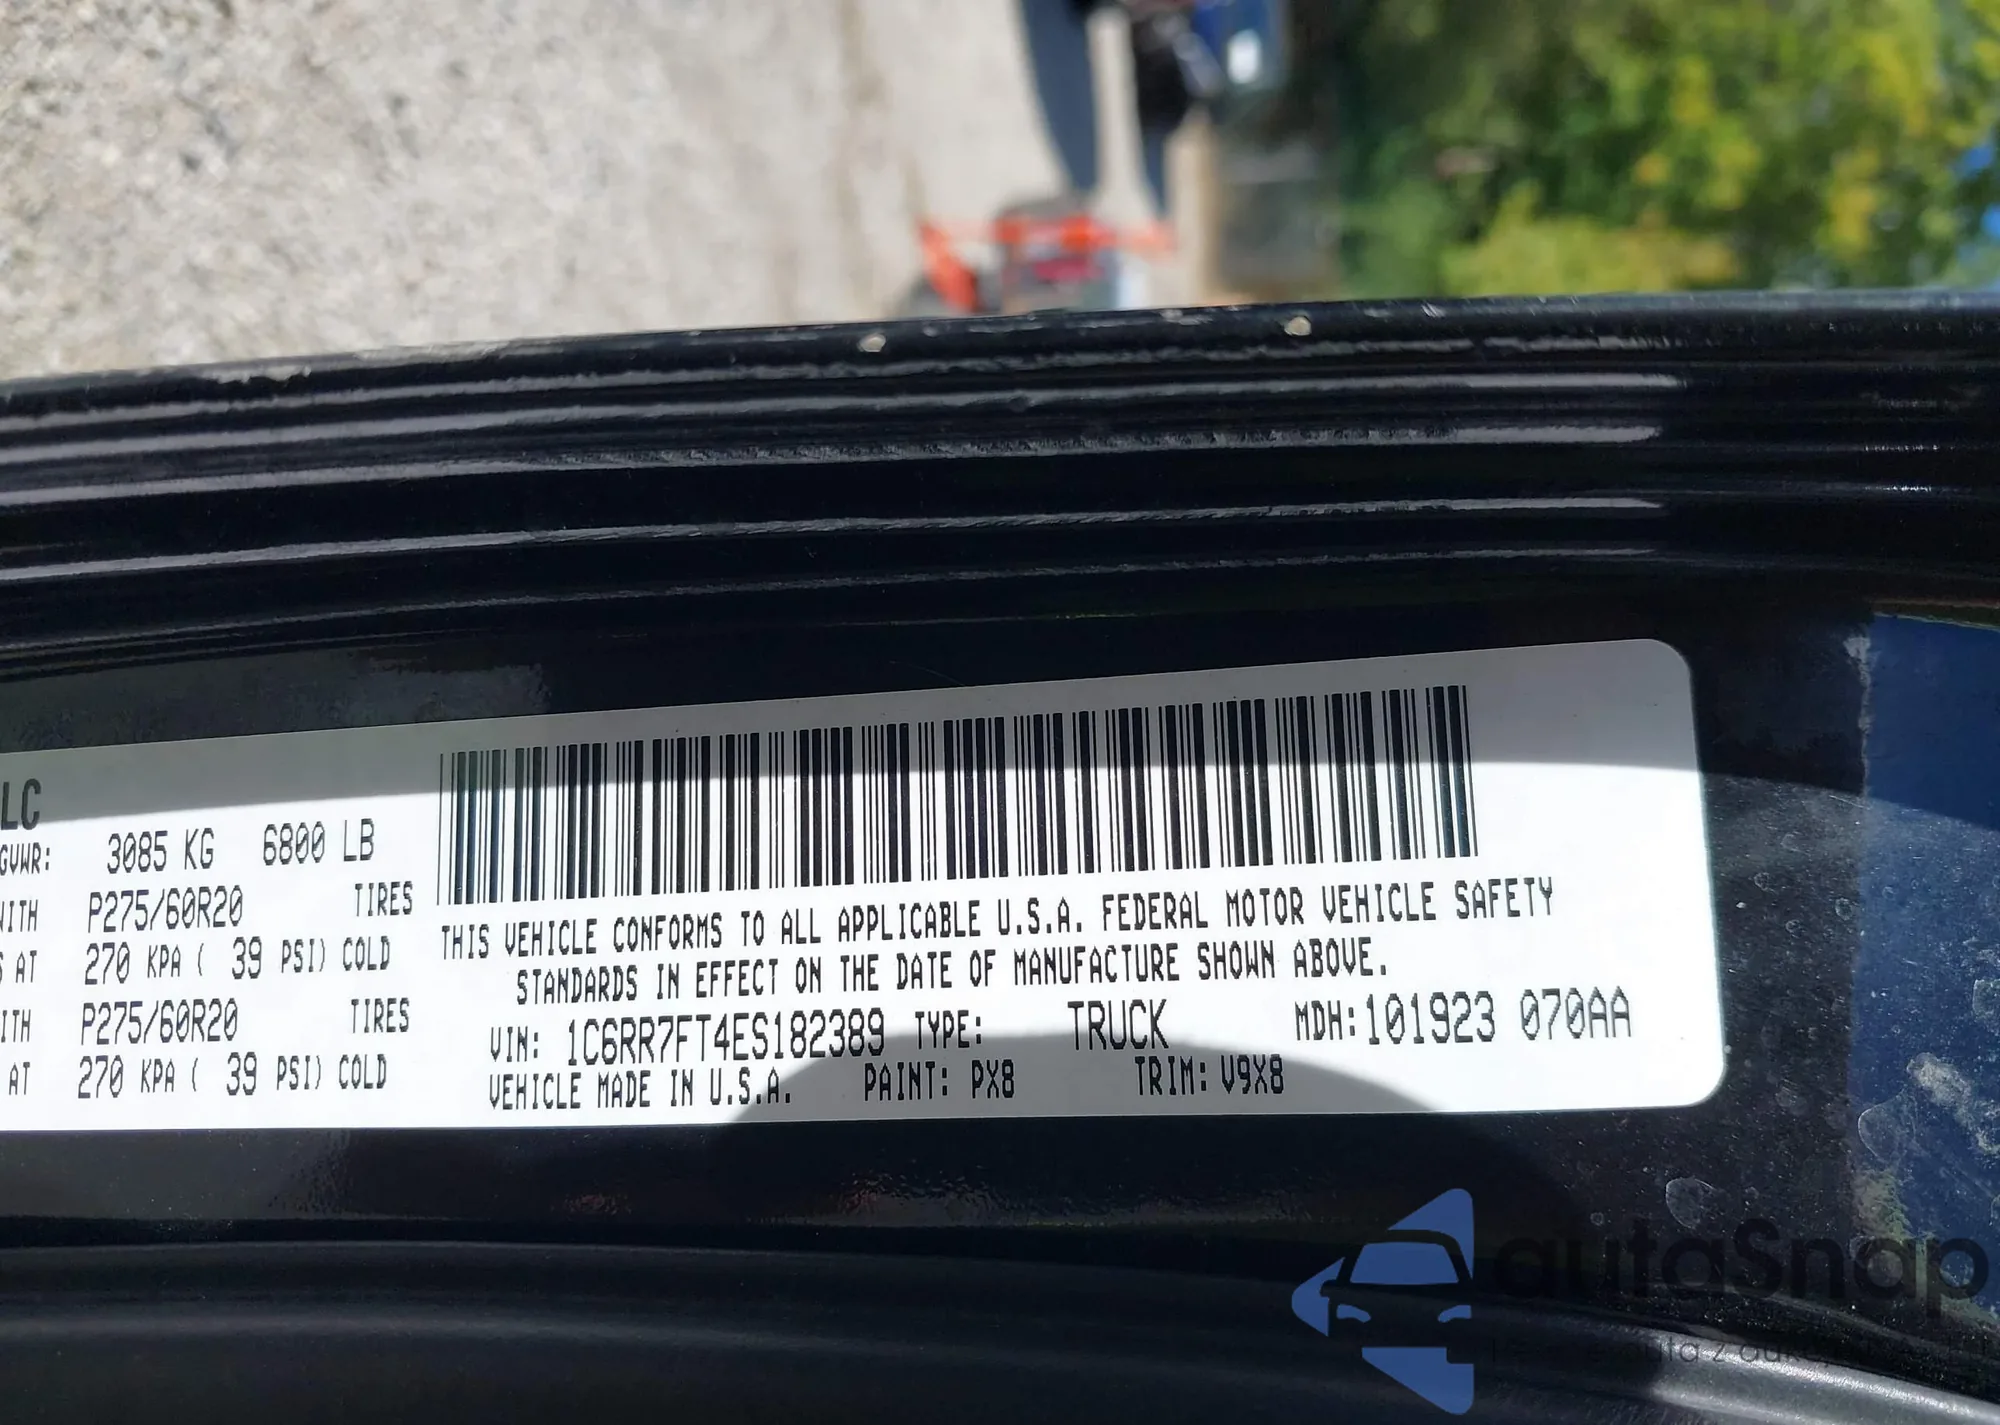 LC
GVWR: 3085 KG 6800 LB
WITH P275/60R20 TIRES
S AT 270 KPA ( 39 PSI) COLD
ITH P275/60R20 TIRES
AT 270 KPA ( 39 PSI) COLD
THIS VEHICLE CONFORMS TO ALL APPLICABLE U.S.A. FEDERAL MOTOR VEHICLE SAFETY
STANDARDS IN EFFECT ON THE DATE OF MANUFACTURE SHOWN ABOVE.
VIN: 1C6RR7FT4ES182389 TYPE: TRUCK MDH:101923 070AA
VEHICLE MADE IN U.S.A. PAINT: PX8 TRIM: V9X8
autaSnap